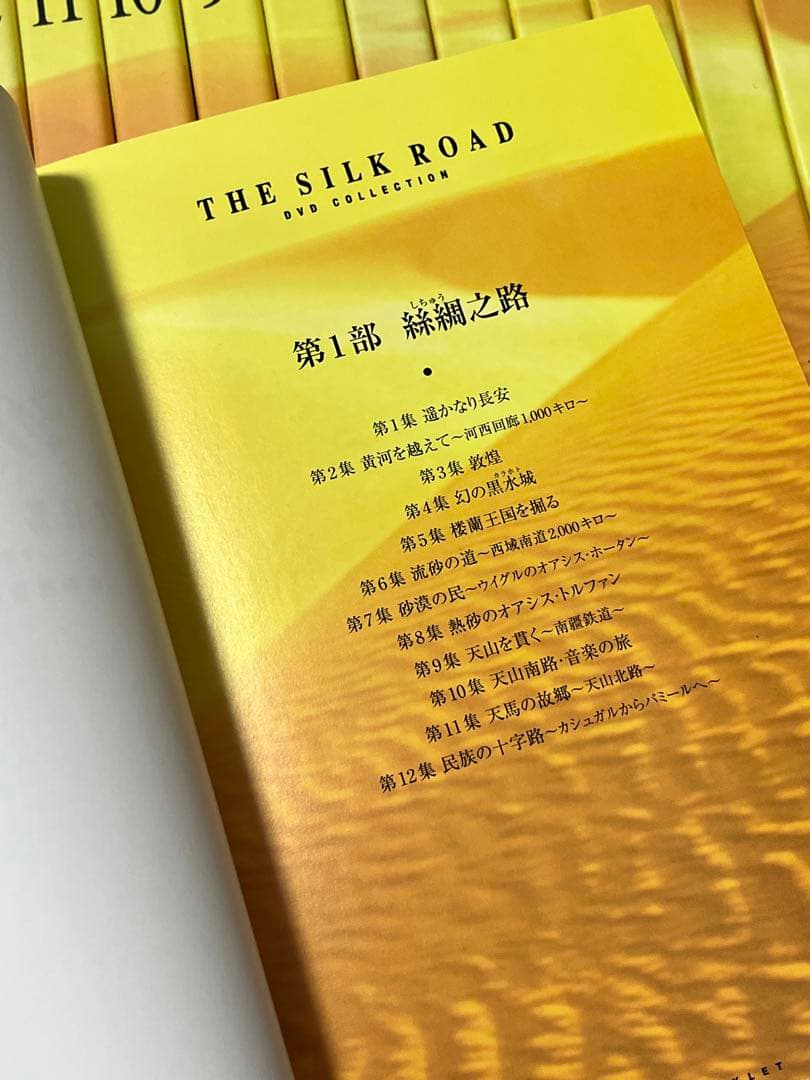 11 10 9
THE SILK ROAD
DVD COLLECTION
しちゅう
第1部 絲綢之路
●
第1集 遥かなり長安
第2集 黄河を越えて～河西回廊1,000キロ～
第3集 敦煌
カラホト
第4集 幻の黒水城
第5集 楼蘭王国を掘る
第6集 流砂の道～西域南道2,000キロ～
第7集 砂漠の民～ウイグルのオアシス・ホータン～
第8集 熱砂のオアシス・トルファン
第9集 天山を貫く～南疆鉄道～
第10集 天山南路・音楽の旅
第11集 天馬の故郷～天山北路～
第12集 民族の十字路～カシュガルからパミールへ～